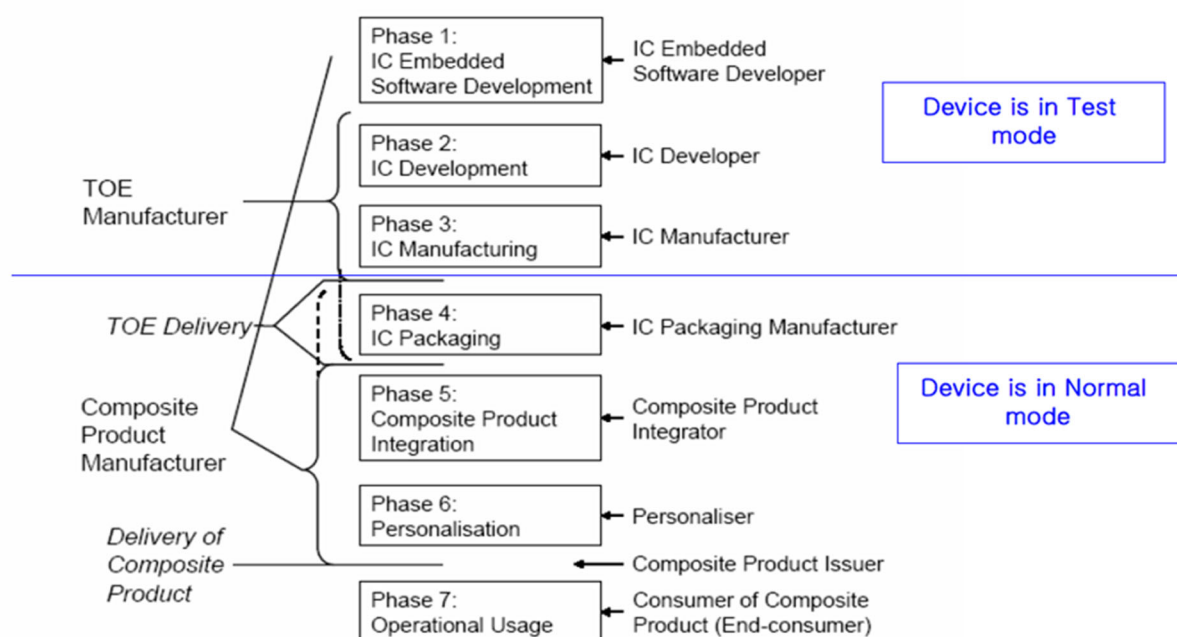 Phase 1:
IC Embedded
Software Development
IC Embedded
Software Developer
Device is in Test
mode
Phase 2:
IC Development
IC Developer
TOE
Manufacturer
Phase 3:
IC Manufacturing
IC Manufacturer
TOE Delivery
Phase 4:
IC Packaging
IC Packaging Manufacturer
Device is in Normal
mode
Composite
Product
Manufacturer
Phase 5:
Composite Product
Integration
Composite Product
Integrator
Phase 6:
Personalisation
Personaliser
Delivery of
Composite
Product
Composite Product Issuer
Phase 7:
Operational Usage
Consumer of Composite
Product (End-consumer)